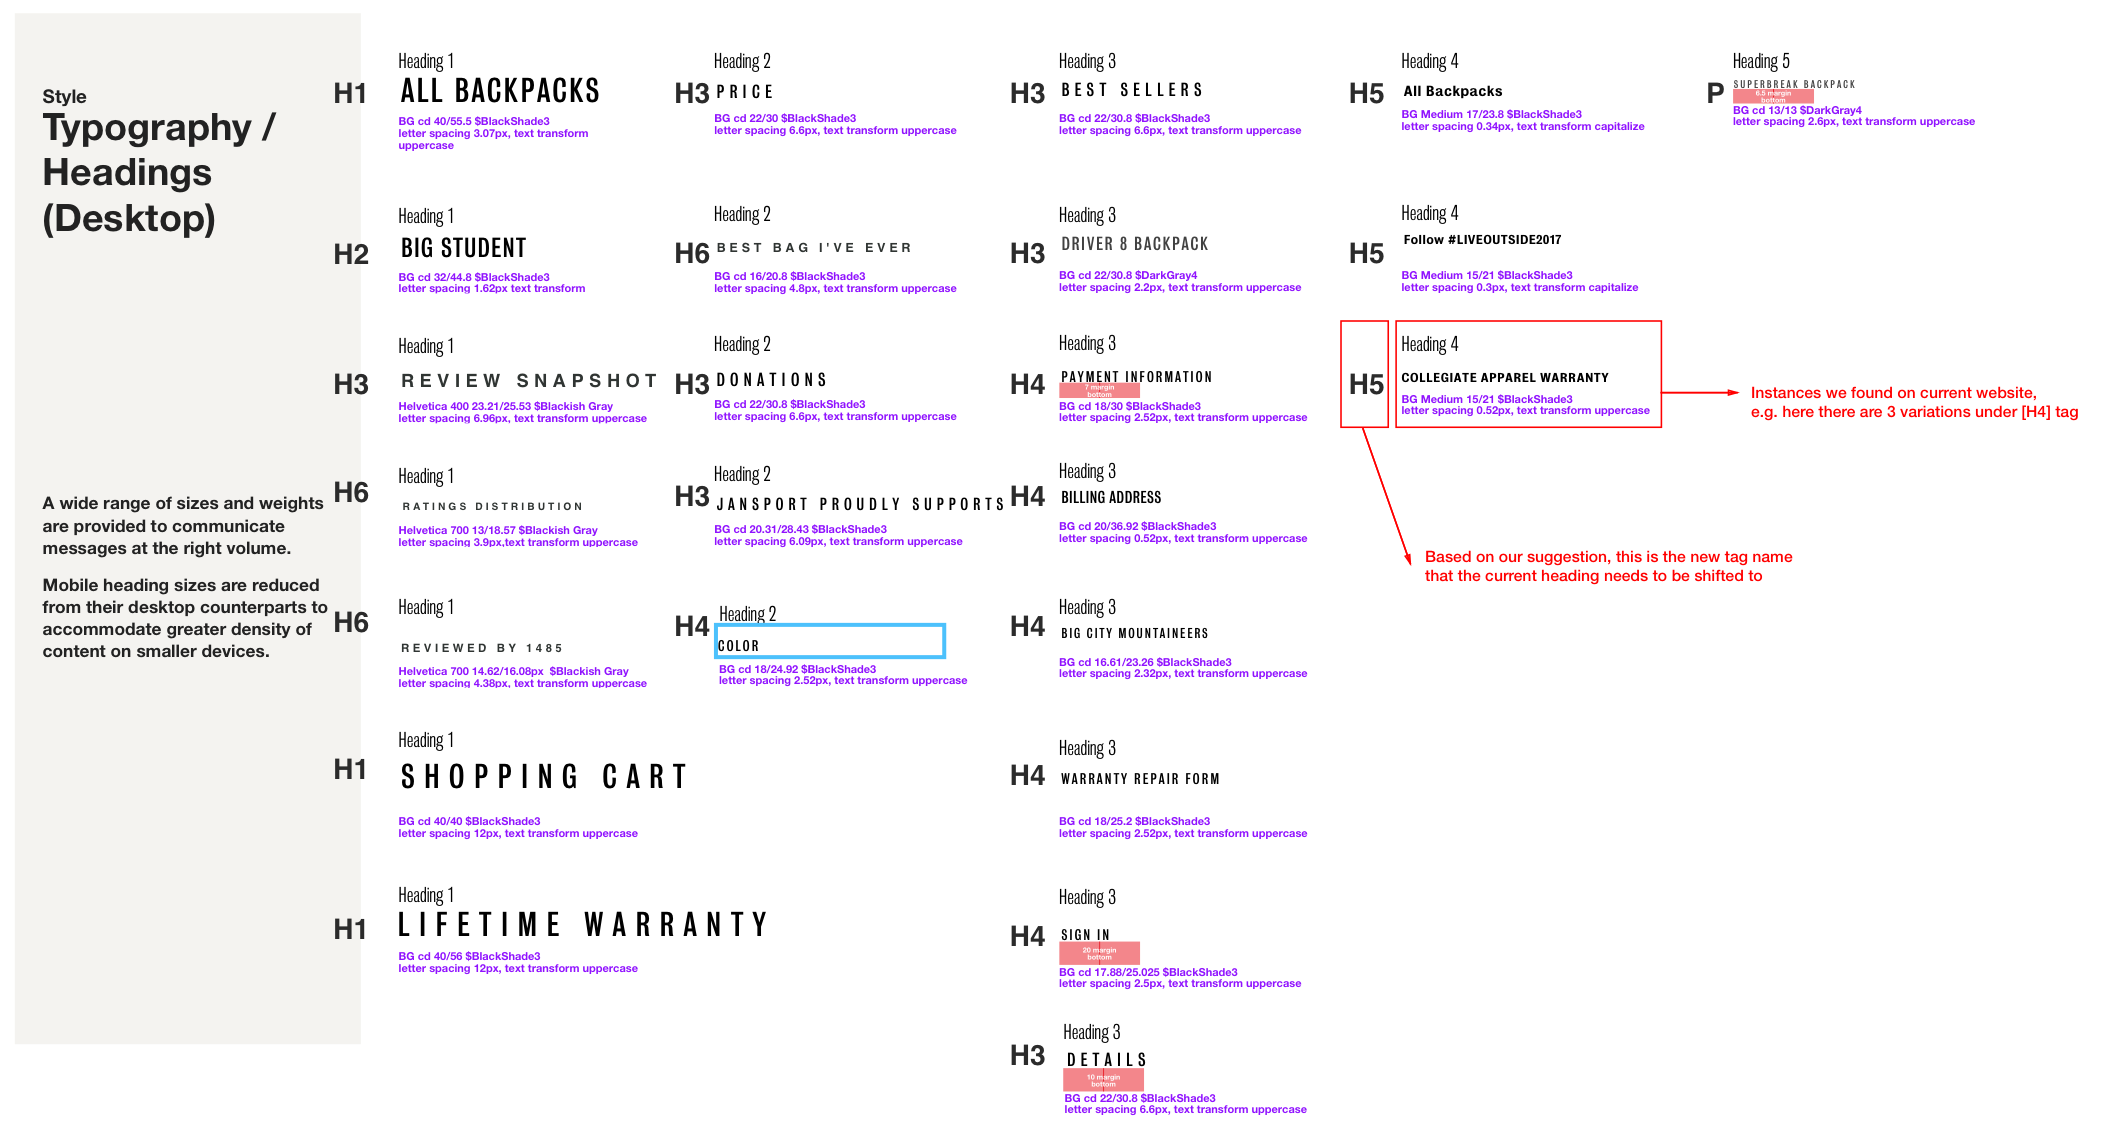 Style
Typography /
Headings
(Desktop)
A wide range of sizes and weights
are provided to communicate
messages at the right volume.
Mobile heading sizes are reduced
from their desktop counterparts to
accommodate greater density of
content on smaller devices.
H1
Heading 1
ALL BACKPACKS
BG cd 40/55.5 $BlackShade3
letter spacing 3.07px, text transform
uppercase
H2
Heading 1
BIG STUDENT
BG cd 32/44.8 $BlackShade3
letter spacing 1.62px text transform
H3
Heading 1
REVIEW SNAPSHOT
Helvetica 400 23.21/25.53 $Blackish Gray
letter spacing 6.96px, text transform uppercase
H6
Heading 1
RATINGS DISTRIBUTION
Helvetica 700 13/18.57 $Blackish Gray
letter spacing 3.9px,text transform uppercase
H6
Heading 1
REVIEWED BY 1485
Helvetica 700 14.62/16.08px $Blackish Gray
letter spacing 4.38px, text transform uppercase
H1
Heading 1
SHOPPING CART
BG cd 40/40 $BlackShade3
letter spacing 12px, text transform uppercase
H1
Heading 1
LIFETIME WARRANTY
BG cd 40/56 $BlackShade3
letter spacing 12px, text transform uppercase
H3
Heading 2
PRICE
BG cd 22/30 $BlackShade3
letter spacing 6.6px, text transform uppercase
H6
Heading 2
BEST BAG I'VE EVER
BG cd 16/20.8 $BlackShade3
letter spacing 4.8px, text transform uppercase
H3
Heading 2
DONATIONS
BG cd 22/30.8 $BlackShade3
letter spacing 6.6px, text transform uppercase
H3
Heading 2
JANSPORT PROUDLY SUPPORTS
BG cd 20.31/28.43 $BlackShade3
letter spacing 6.09px, text transform uppercase
H4
Heading 2
COLOR
BG cd 18/24.92 $BlackShade3
letter spacing 2.52px, text transform uppercase
H3
Heading 3
BEST SELLERS
BG cd 22/30.8 $BlackShade3
letter spacing 6.6px, text transform uppercase
H3
Heading 3
DRIVER 8 BACKPACK
BG cd 22/30.8 $DarkGray4
letter spacing 2.2px, text transform uppercase
H4
Heading 3
PAYMENT INFORMATION
7 margin
bottom
BG cd 18/30 $BlackShade3
letter spacing 2.52px, text transform uppercase
H4
Heading 3
BILLING ADDRESS
BG cd 20/36.92 $BlackShade3
letter spacing 0.52px, text transform uppercase
H4
Heading 3
BIG CITY MOUNTAINEERS
BG cd 16.61/23.26 $BlackShade3
letter spacing 2.32px, text transform uppercase
H4
Heading 3
WARRANTY REPAIR FORM
BG cd 18/25.2 $BlackShade3
letter spacing 2.52px, text transform uppercase
H4
Heading 3
SIGN IN
20 margin
bottom
BG cd 17.88/25.025 $BlackShade3
letter spacing 2.5px, text transform uppercase
H3
Heading 3
DETAILS
10 margin
bottom
BG cd 22/30.8 $BlackShade3
letter spacing 6.6px, text transform uppercase
H5
Heading 4
All Backpacks
BG Medium 17/23.8 $BlackShade3
letter spacing 0.34px, text transform capitalize
H5
Heading 4
Follow #LIVEOUTSIDE2017
BG Medium 15/21 $BlackShade3
letter spacing 0.3px, text transform capitalize
H5
Heading 4
COLLEGIATE APPAREL WARRANTY
BG Medium 15/21 $BlackShade3
letter spacing 0.52px, text transform uppercase
Instances we found on current website,
e.g. here there are 3 variations under [H4] tag
Based on our suggestion, this is the new tag name
that the current heading needs to be shifted to
P
Heading 5
SUPERBREAK BACKPACK
6.5 margin
bottom
BG cd 13/13 $DarkGray4
letter spacing 2.6px, text transform uppercase